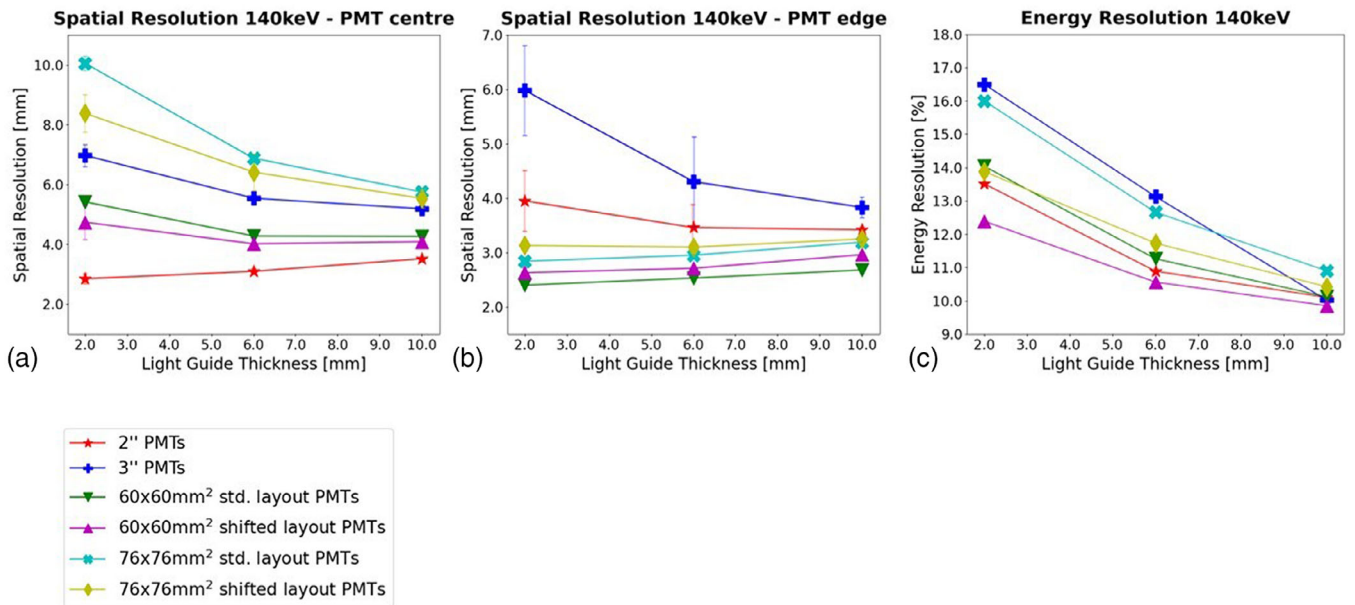 Spatial Resolution 140keV - PMT centre
Spatial Resolution [mm]
10.0
8.0
6.0
4.0
2.0
2.0 3.0 4.0 5.0 6.0 7.0 8.0 9.0 10.0
Light Guide Thickness [mm]
(a)
Spatial Resolution 140keV - PMT edge
Spatial Resolution [mm]
7.0
6.0
5.0
4.0
3.0
2.0
2.0 3.0 4.0 5.0 6.0 7.0 8.0 9.0 10.0
Light Guide Thickness [mm]
(b)
Energy Resolution 140keV
Energy Resolution [%]
18.0
17.0
16.0
15.0
14.0
13.0
12.0
11.0
10.0
9.0
2.0 3.0 4.0 5.0 6.0 7.0 8.0 9.0 10.0
Light Guide Thickness [mm]
(c)
2'' PMTs
3'' PMTs
60x60mm² std. layout PMTs
60x60mm² shifted layout PMTs
76x76mm² std. layout PMTs
76x76mm² shifted layout PMTs